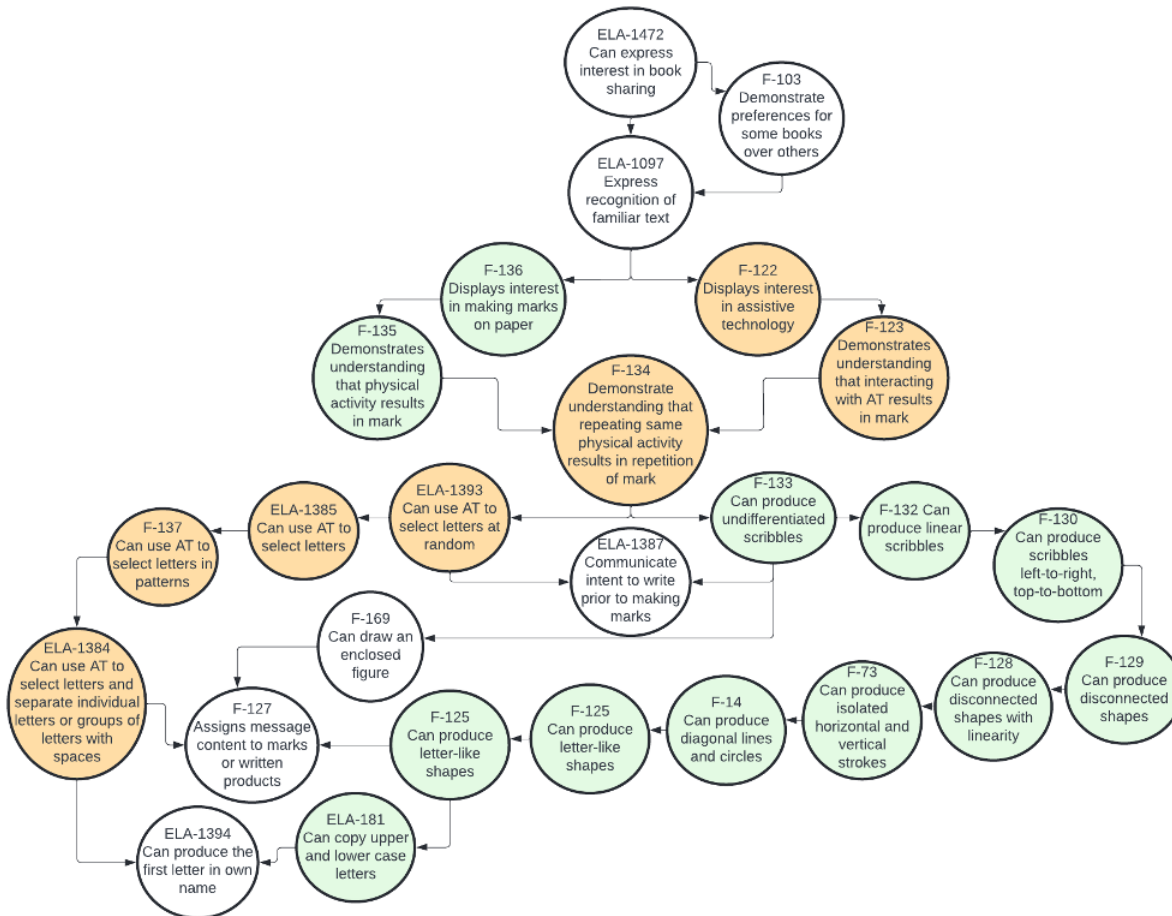 ELA-1472
Can express
interest in book
sharing
F-103
Demonstrate
preferences for
some books
over others
ELA-1097
Express
recognition of
familiar text
F-136
Displays interest
in making marks
on paper
F-122
Displays interest
in assistive
technology
F-135
Demonstrates
understanding
that physical
activity results
in mark
F-134
Demonstrate
understanding that
repeating same
physical activity
results in repetition
of mark
F-123
Demonstrates
understanding
that interacting
with AT results
in mark
F-137
Can use AT to
select letters in
patterns
ELA-1385
Can use AT to
select letters
ELA-1393
Can use AT to
select letters at
random
F-133
Can produce
undifferentiated
scribbles
F-132 Can
produce linear
scribbles
F-130
Can produce
scribbles
left-to-right,
top-to-bottom
ELA-1387
Communicate
intent to write
prior to making
marks
F-169
Can draw an
enclosed
figure
ELA-1384
Can use AT to
select letters and
separate individual
letters or groups of
letters with
spaces
F-127
Assigns message
content to marks
or written
products
F-125
Can produce
letter-like
shapes
F-125
Can produce
letter-like
shapes
F-14
Can produce
diagonal lines
and circles
F-73
Can produce
isolated
horizontal and
vertical
strokes
F-128
Can produce
disconnected
shapes with
linearity
F-129
Can produce
disconnected
shapes
ELA-1394
Can produce the
first letter in own
name
ELA-181
Can copy upper
and lower case
letters